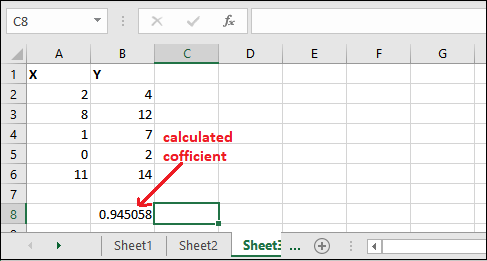 C8
fx
A B C D E F G
1 X Y
2 2 4
3 8 12
4 1 7
5 0 2
6 11 14
7
8 0.945058
9
calculated
cofficient
Sheet1 Sheet2 Sheet3 ...